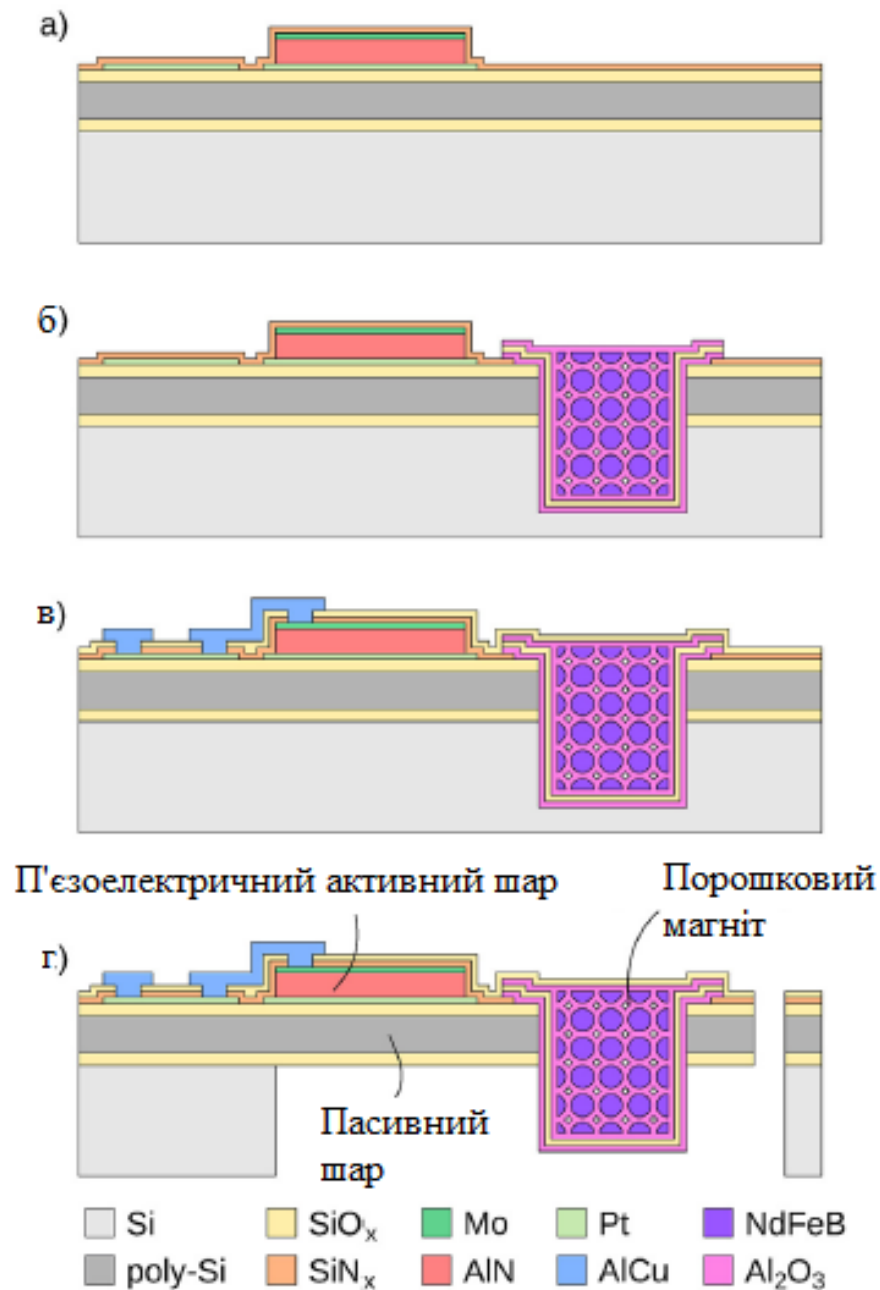 а)
б)
в)
П'єзоелектричний активний шар
Порошковий
магніт
г)
Пасивний
шар
Si
SiOₓ
Mo
Pt
NdFeB
poly-Si
SiNₓ
AlN
AlCu
Al₂O₃